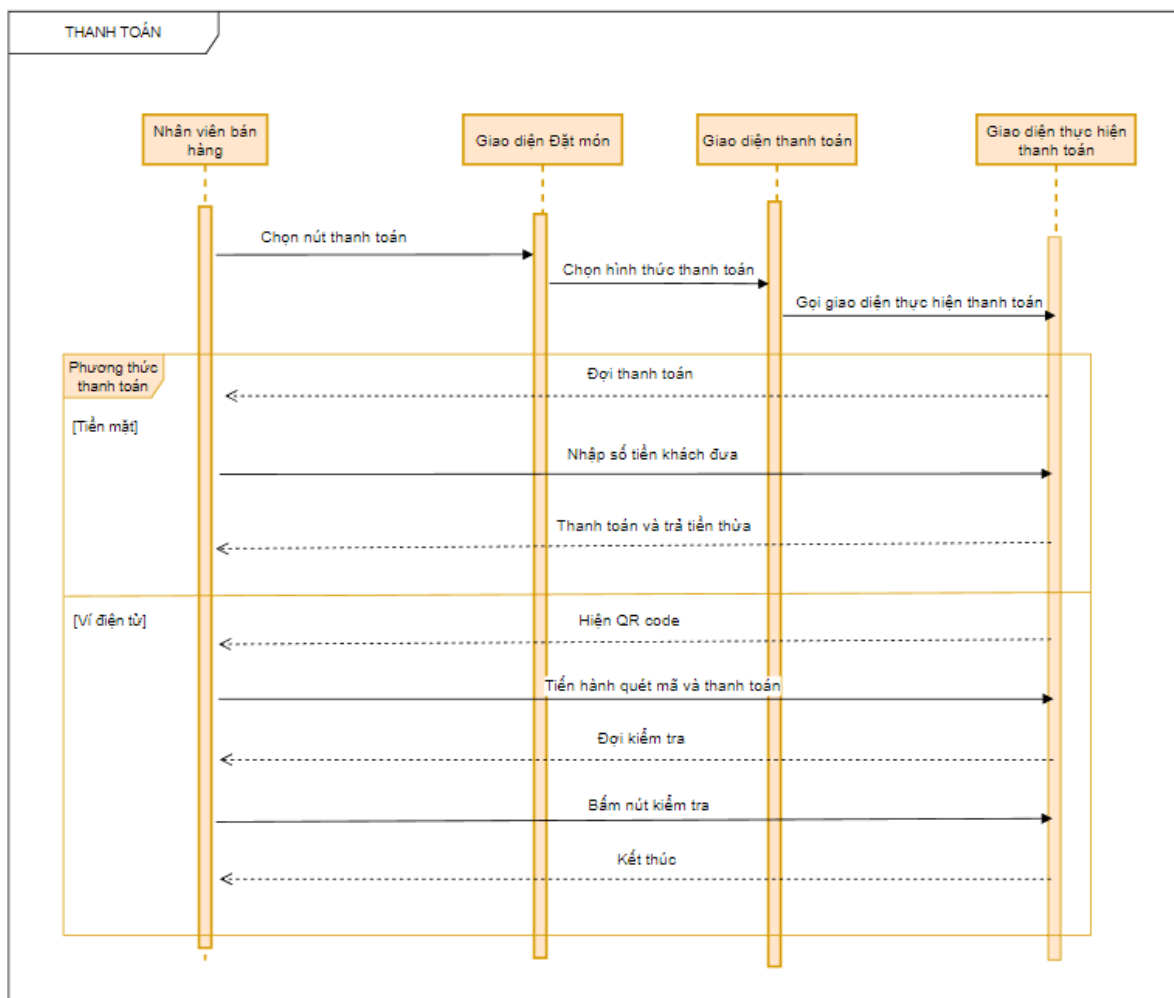 THANH TOÁN
Nhân viên bán
hàng
Giao diện Đặt món
Giao diện thanh toán
Giao diện thực hiện
thanh toán
Chọn nút thanh toán
Chọn hình thức thanh toán
Gọi giao diện thực hiện thanh toán
Phương thức
thanh toán
Đợi thanh toán
[Tiền mặt]
Nhập số tiền khách đưa
Thanh toán và trả tiền thừa
[Ví điện tử]
Hiện QR code
Tiến hành quét mã và thanh toán
Đợi kiểm tra
Bấm nút kiểm tra
Kết thúc